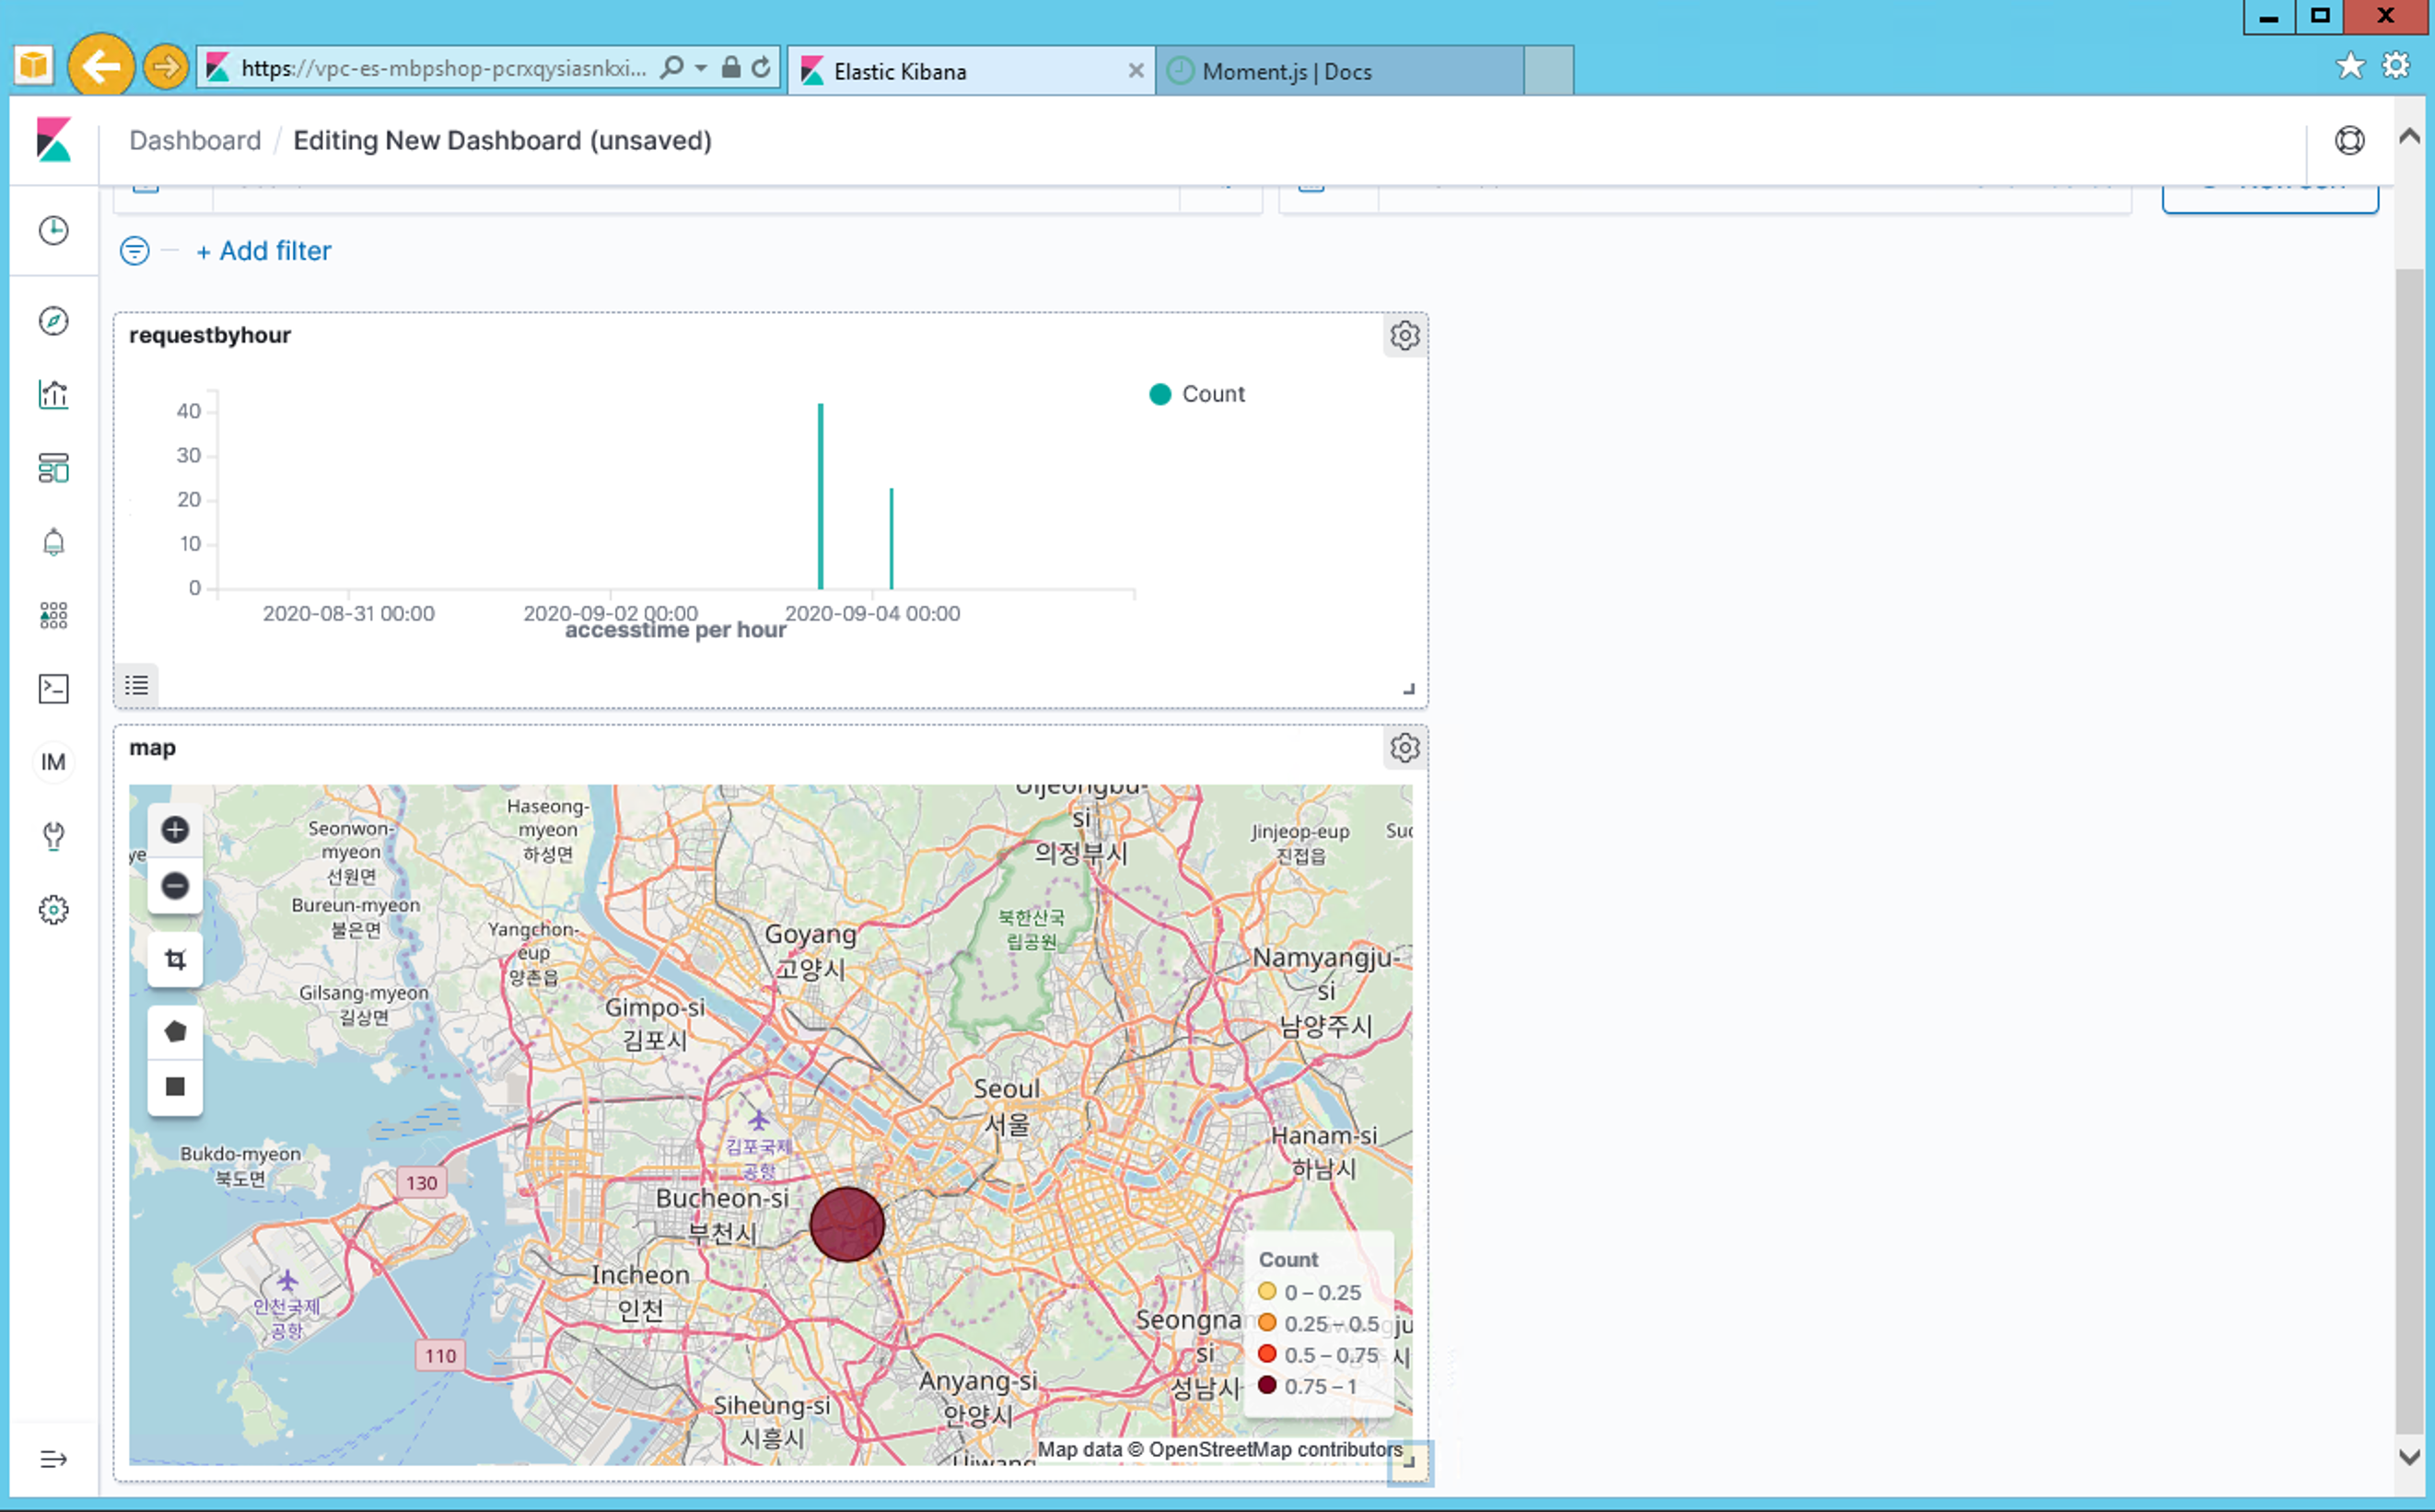 https://vpc-es-mbpshop-pcrxqysiasnkxi...
Elastic Kibana
Moment.js | Docs
Dashboard / Editing New Dashboard (unsaved)
+ Add filter
requestbyhour
Count
40
30
20
10
0
2020-08-31 00:00
2020-09-02 00:00
2020-09-04 00:00
accesstime per hour
IM
map
Uijeongbu-
si
의정부시
Haseong-
myeon
하성면
Seonwon-
myeon
선원면
Jinjeop-eup
진접읍
Bureun-myeon
불은면
Yangchon-
eup
양촌읍
Goyang
고양시
북한산국
립공원
Namyangju-
si
남양주시
Gilsang-myeon
길상면
Gimpo-si
김포시
Seoul
서울
김포국제
공항
Hanam-si
하남시
Bukdo-myeon
북도면
130
Bucheon-si
부천시
인천국제
공항
Incheon
인천
110
Count
0 – 0.25
0.25 – 0.5
0.5 – 0.75
0.75 – 1
Seongna
si
성남시
Anyang-si
안양시
Siheung-si
시흥시
Map data © OpenStreetMap contributors